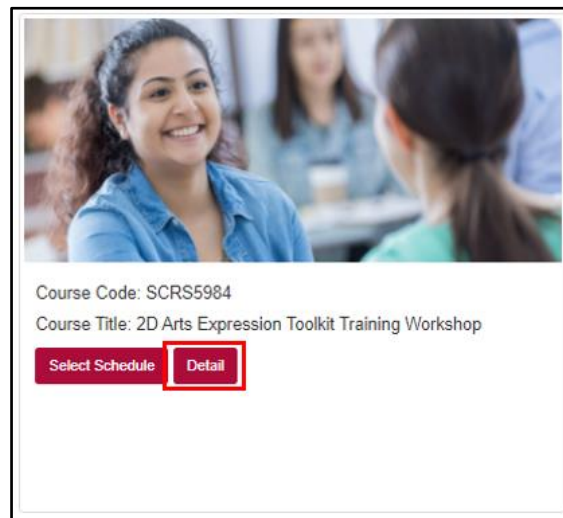 Course Code: SCRS5984
Course Title: 2D Arts Expression Toolkit Training Workshop
Select Schedule Detail